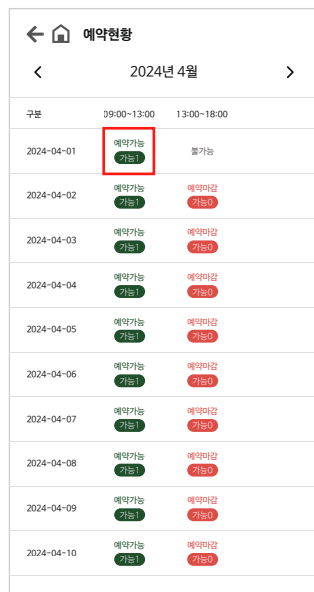 예약현황
2024년 4월
구분 09:00~13:00 13:00~18:00
예약가능
2024-04-01 불가능
가능1
예약가능 예약마감
2024-04-02
가능1 가능0
예약가능 예약마감
2024-04-03
가능1 가능0
예약가능 예약마감
2024-04-04
가능1 가능0
예약가능 예약마감
2024-04-05
가능1 가능0
예약가능 예약마감
2024-04-06
가능1 가능0
예약가능 예약마감
2024-04-07
가능1 가능0
예약가능 예약마감
2024-04-08
가능1 가능0
예약가능 예약마감
2024-04-09
가능1 가능0
예약가능 예약마감
2024-04-10
가능1 가능0